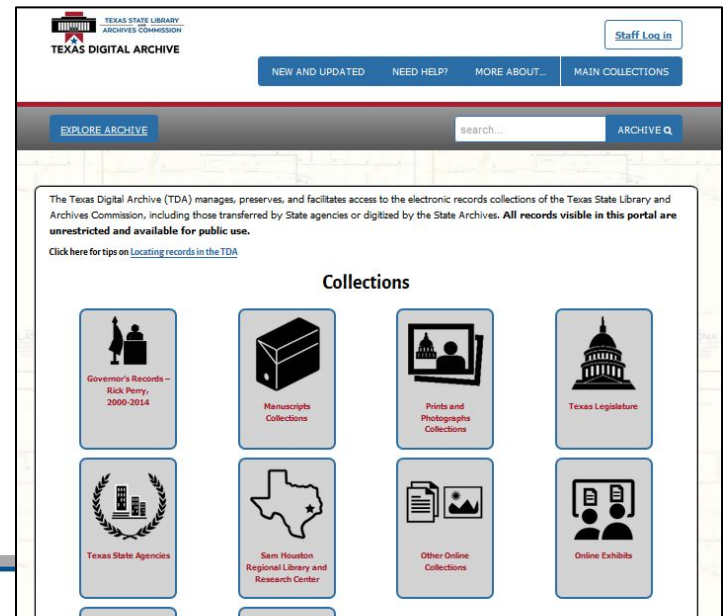 TEXAS STATE LIBRARY
AND
ARCHIVES COMMISSION
TEXAS DIGITAL ARCHIVE
Staff Log in
NEW AND UPDATED NEED HELP? MORE ABOUT... MAIN COLLECTIONS
EXPLORE ARCHIVE search... ARCHIVE
The Texas Digital Archive (TDA) manages, preserves, and facilitates access to the electronic records collections of the Texas State Library and
Archives Commission, including those transferred by State agencies or digitized by the State Archives. All records visible in this portal are
unrestricted and available for public use.
Click here for tips on Locating records in the TDA
Collections
Governor's Records –
Rick Perry,
2000-2014
Manuscripts
Collections
Prints and
Photographs
Collections
Texas Legislature
Texas State Agencies
Sam Houston
Regional Library and
Research Center
Other Online
Collections
Online Exhibits